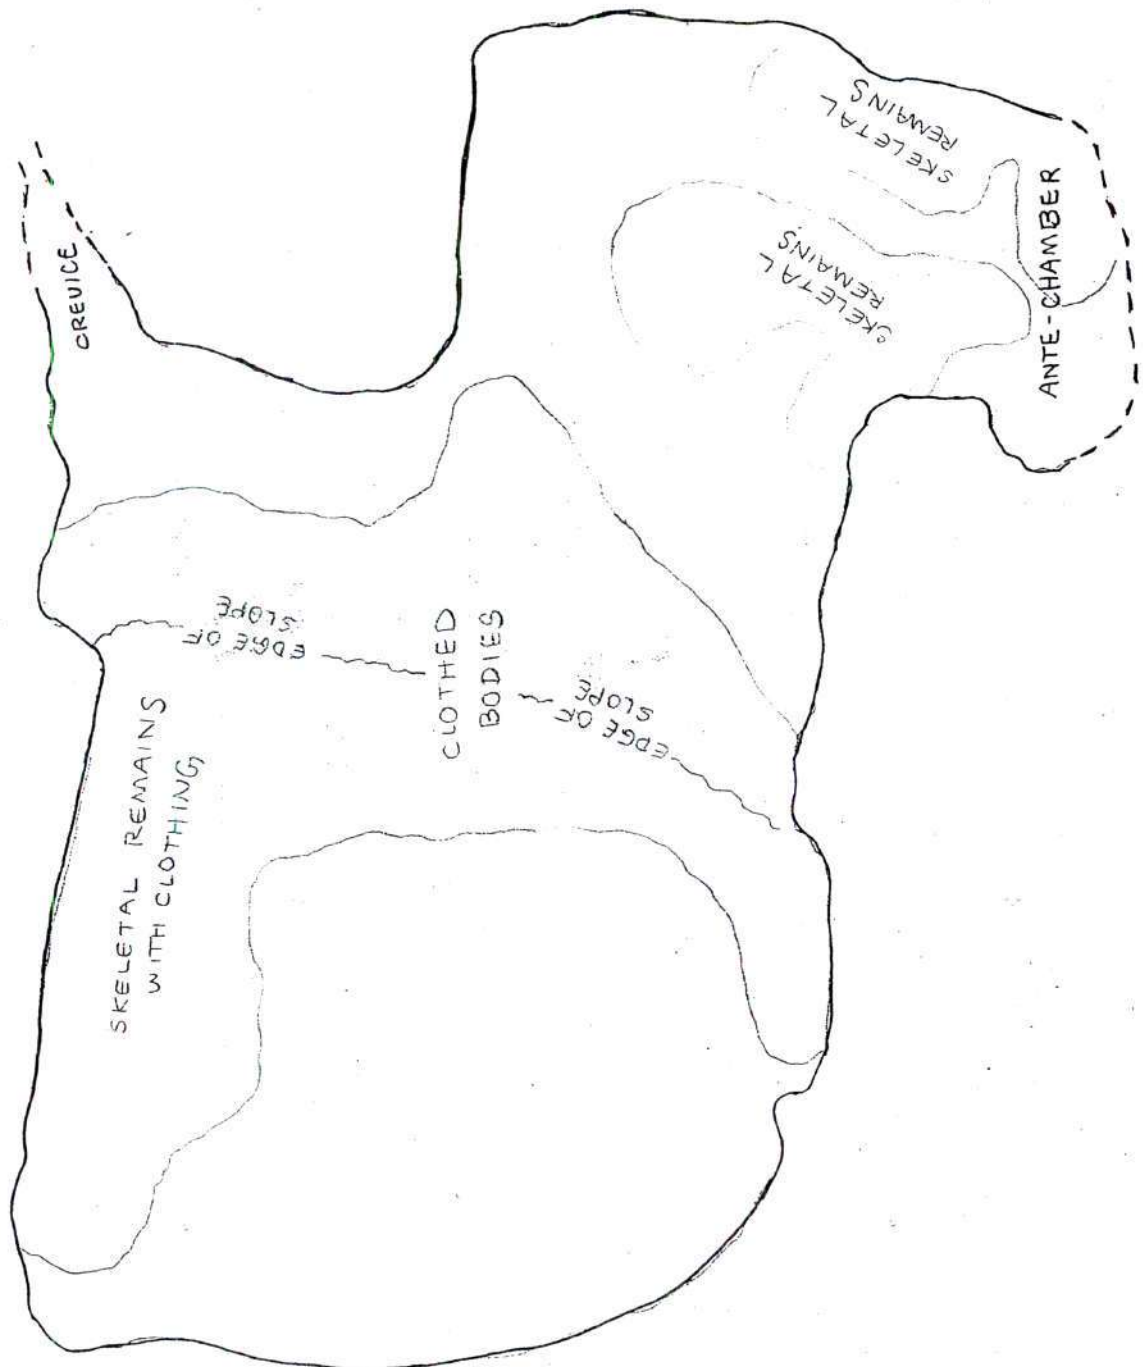 CREVICE
SKELETAL
REMAINS
SKELETAL
REMAINS
ANTE-CHAMBER
EDGE OF
SLOPE
CLOTHED
BODIES
EDGE OF
SLOPE
SKELETAL REMAINS
WITH CLOTHING